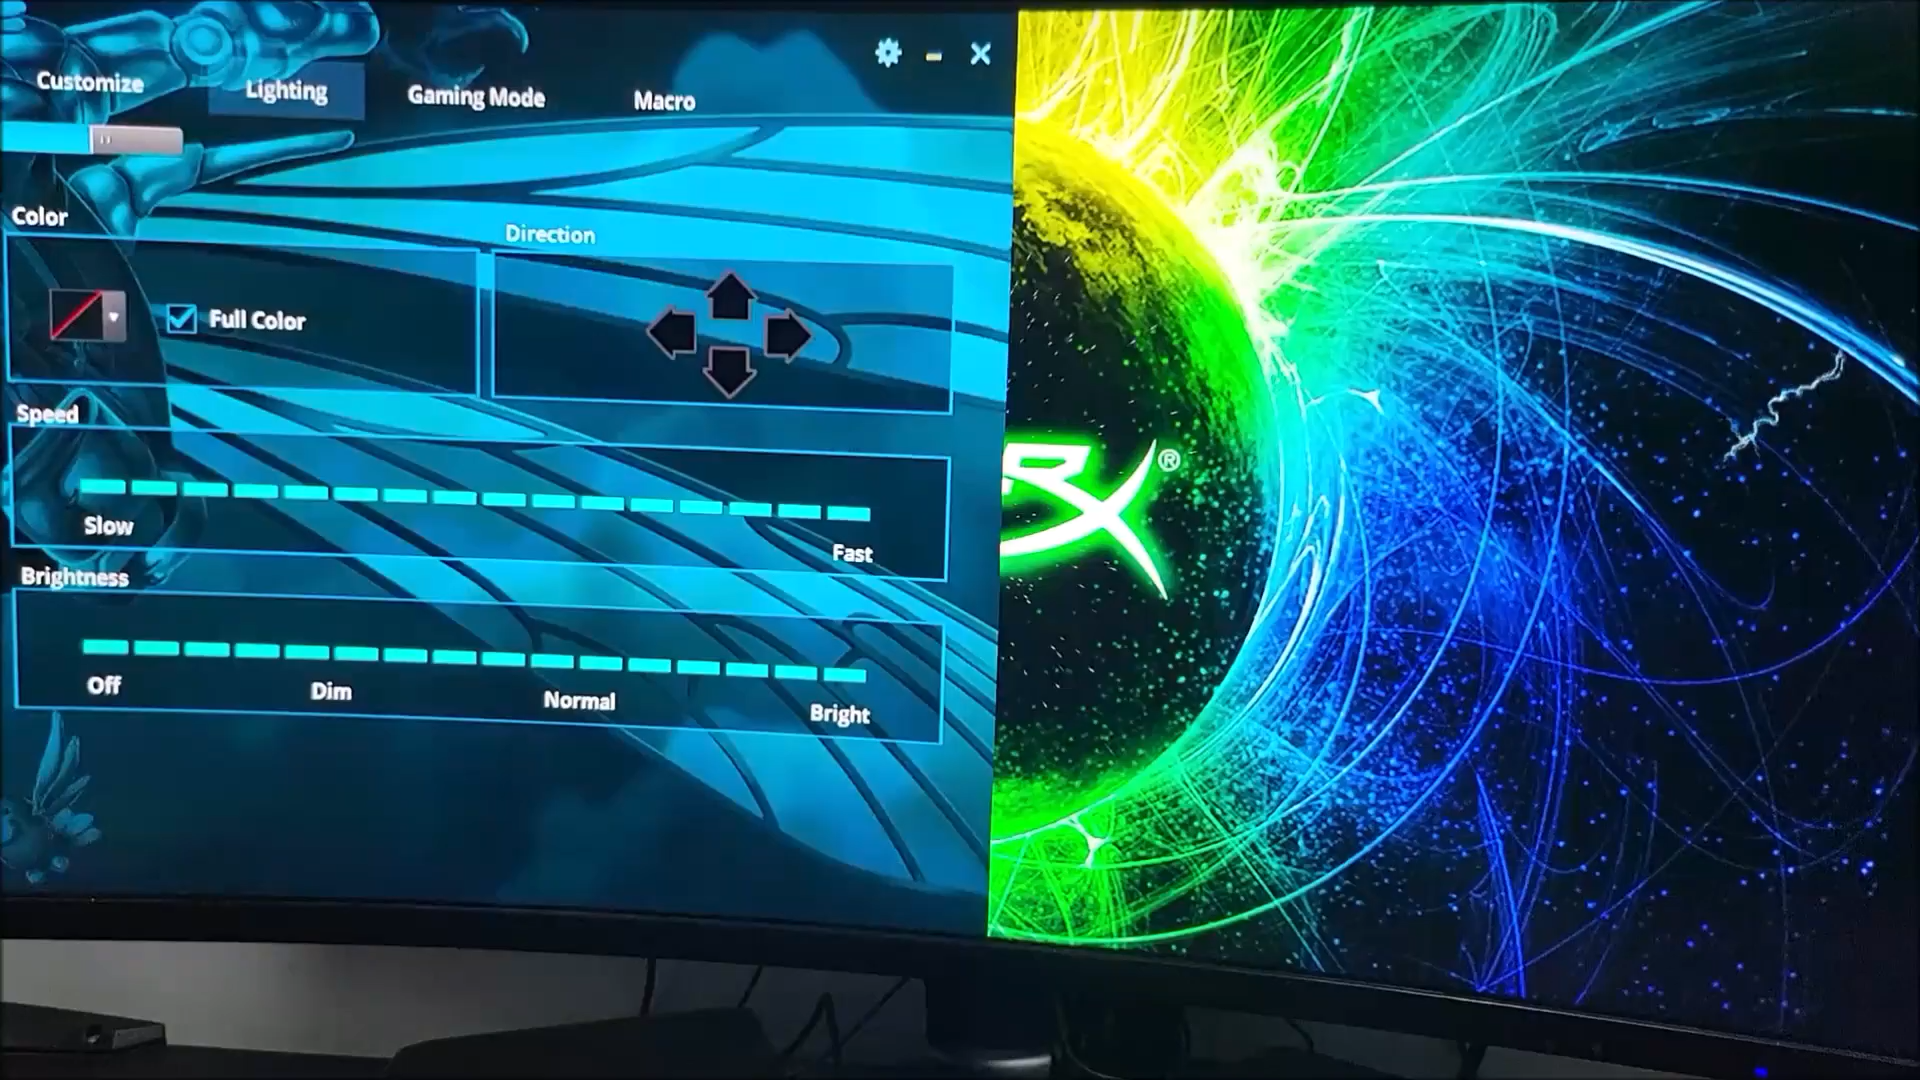 Customize
Lighting
Gaming Mode
Macro
Color
Direction
Full Color
Speed
Slow
Fast
Brightness
Off
Dim
Normal
Bright
®